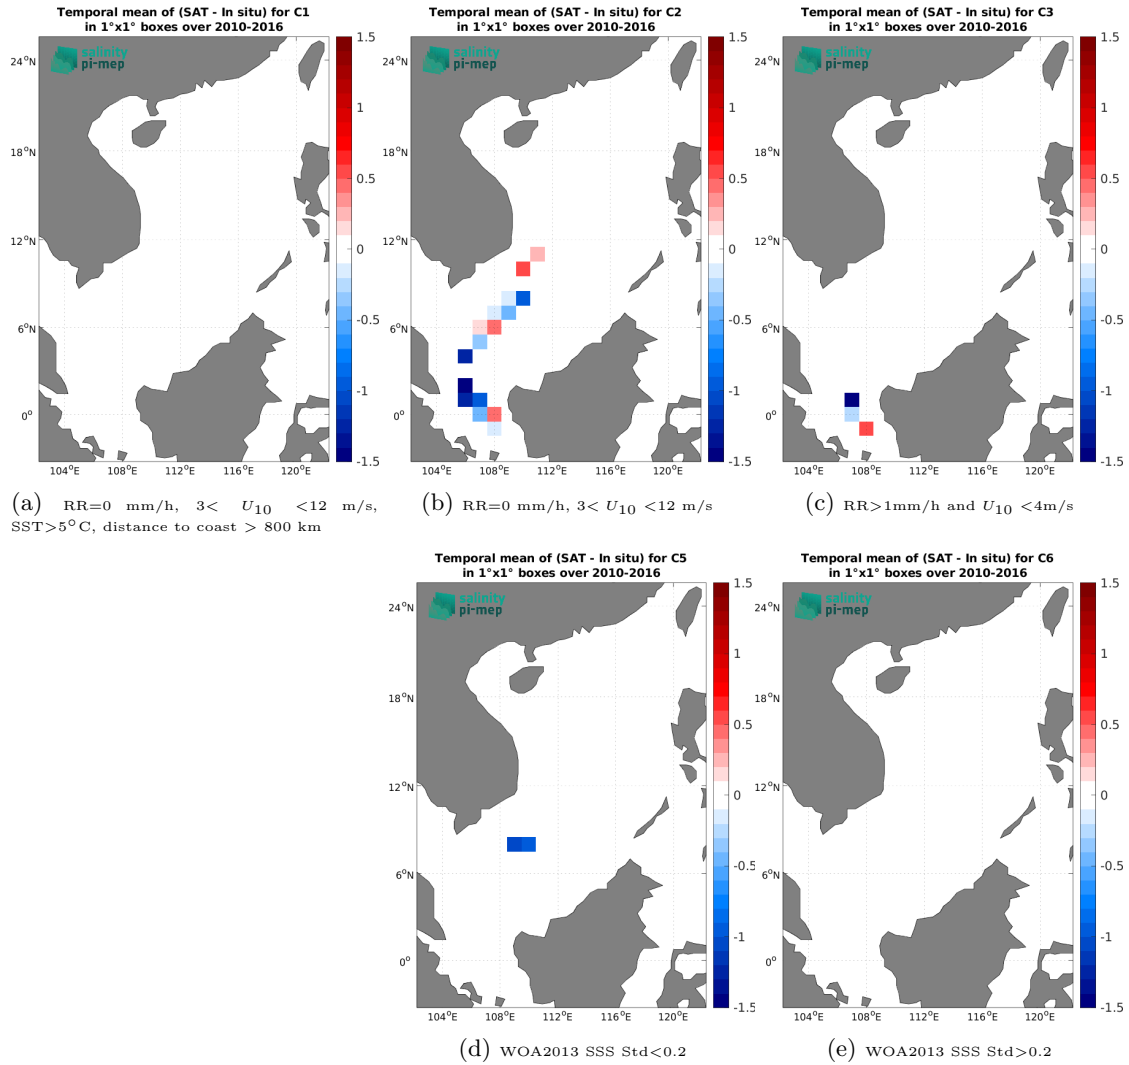 Temporal mean of (SAT - In situ) for C1
in 1°x1° boxes over 2010-2016
salinity
pi-mep
24°N
18°N
12°N
6°N
0°
104°E 108°E 112°E 116°E 120°E
1.5
1
0.5
0
-0.5
-1
-1.5
(a) RR=0 mm/h, 3< U10 <12 m/s,
SST>5°C, distance to coast > 800 km
Temporal mean of (SAT - In situ) for C2
in 1°x1° boxes over 2010-2016
salinity
pi-mep
24°N
18°N
12°N
6°N
0°
104°E 108°E 112°E 116°E 120°E
1.5
1
0.5
0
-0.5
-1
-1.5
(b) RR=0 mm/h, 3< U10 <12 m/s
Temporal mean of (SAT - In situ) for C3
in 1°x1° boxes over 2010-2016
salinity
pi-mep
24°N
18°N
12°N
6°N
0°
104°E 108°E 112°E 116°E 120°E
1.5
1
0.5
0
-0.5
-1
-1.5
(c) RR>1mm/h and U10 <4m/s
Temporal mean of (SAT - In situ) for C5
in 1°x1° boxes over 2010-2016
salinity
pi-mep
24°N
18°N
12°N
6°N
0°
104°E 108°E 112°E 116°E 120°E
1.5
1
0.5
0
-0.5
-1
-1.5
(d) WOA2013 SSS Std<0.2
Temporal mean of (SAT - In situ) for C6
in 1°x1° boxes over 2010-2016
salinity
pi-mep
24°N
18°N
12°N
6°N
0°
104°E 108°E 112°E 116°E 120°E
1.5
1
0.5
0
-0.5
-1
-1.5
(e) WOA2013 SSS Std>0.2